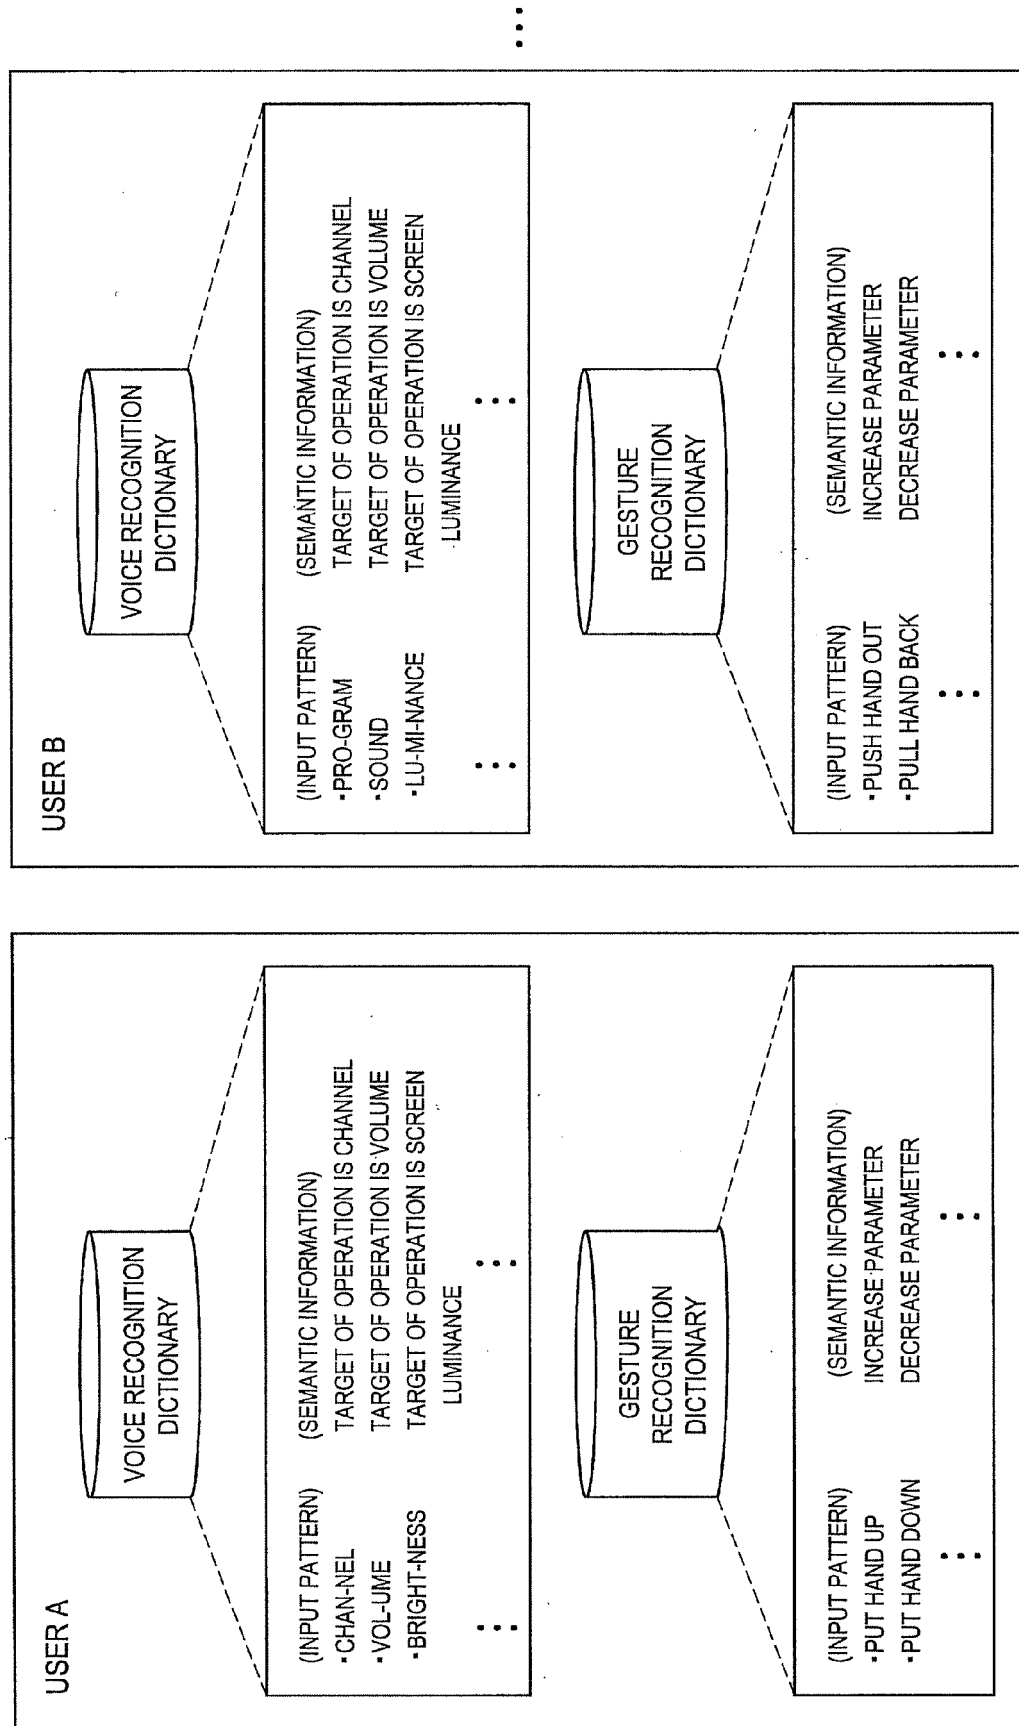 USER A
VOICE RECOGNITION
DICTIONARY
(INPUT PATTERN) (SEMANTIC INFORMATION)
・CHAN-NEL TARGET OF OPERATION IS CHANNEL
・VOL-UME TARGET OF OPERATION IS VOLUME
・BRIGHT-NESS TARGET OF OPERATION IS SCREEN
LUMINANCE
⋮ ⋮
GESTURE
RECOGNITION
DICTIONARY
(INPUT PATTERN) (SEMANTIC INFORMATION)
・PUT HAND UP INCREASE PARAMETER
・PUT HAND DOWN DECREASE PARAMETER
⋮ ⋮
USER B
VOICE RECOGNITION
DICTIONARY
(INPUT PATTERN) (SEMANTIC INFORMATION)
・PRO-GRAM TARGET OF OPERATION IS CHANNEL
・SOUND TARGET OF OPERATION IS VOLUME
・LU-MI-NANCE TARGET OF OPERATION IS SCREEN
LUMINANCE
⋮ ⋮
GESTURE
RECOGNITION
DICTIONARY
(INPUT PATTERN) (SEMANTIC INFORMATION)
・PUSH HAND OUT INCREASE PARAMETER
・PULL HAND BACK DECREASE PARAMETER
⋮ ⋮
…